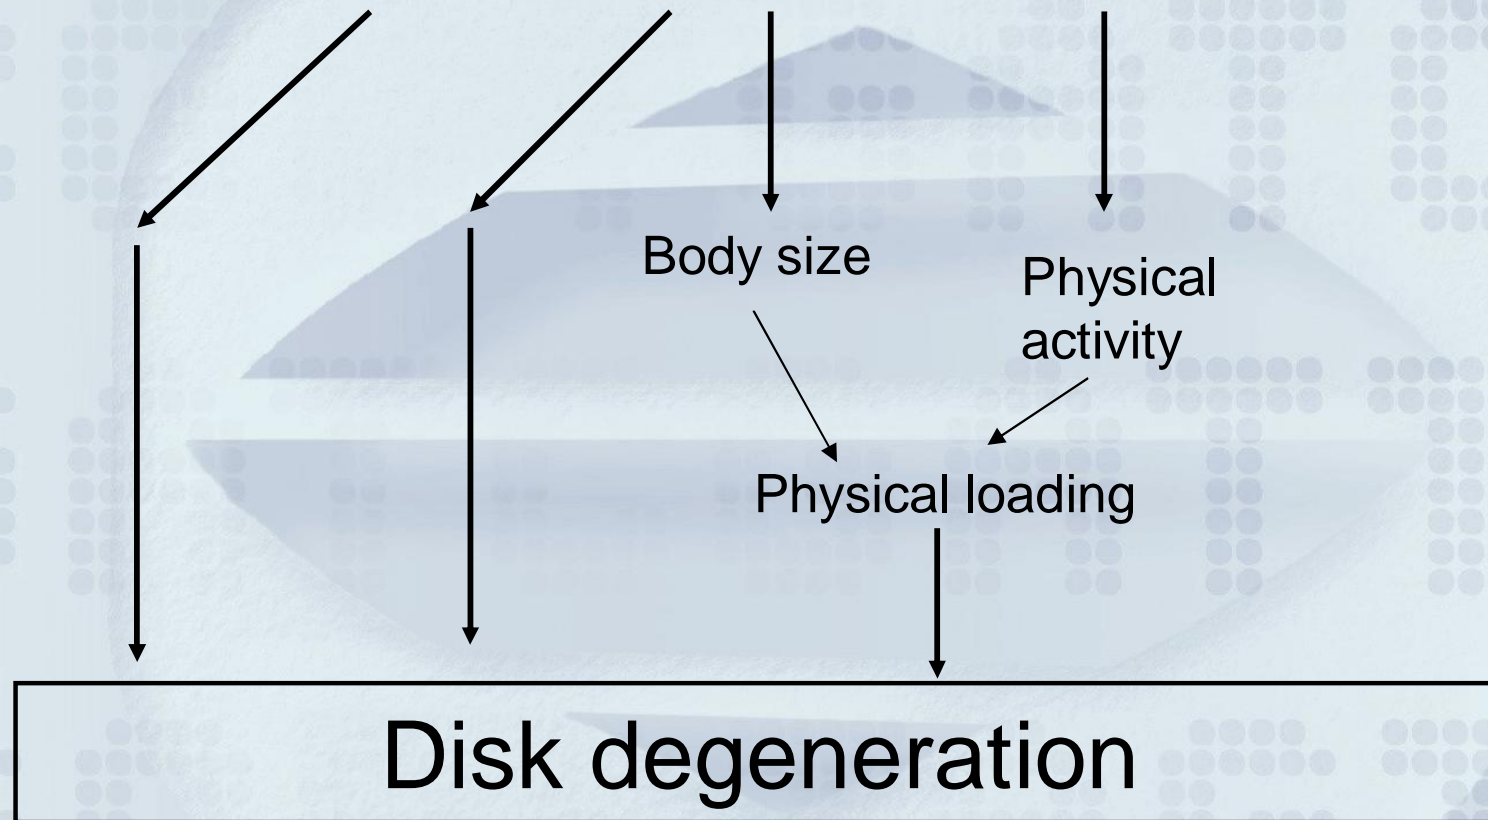 Body size
Physical
activity
Physical loading
Disk degeneration